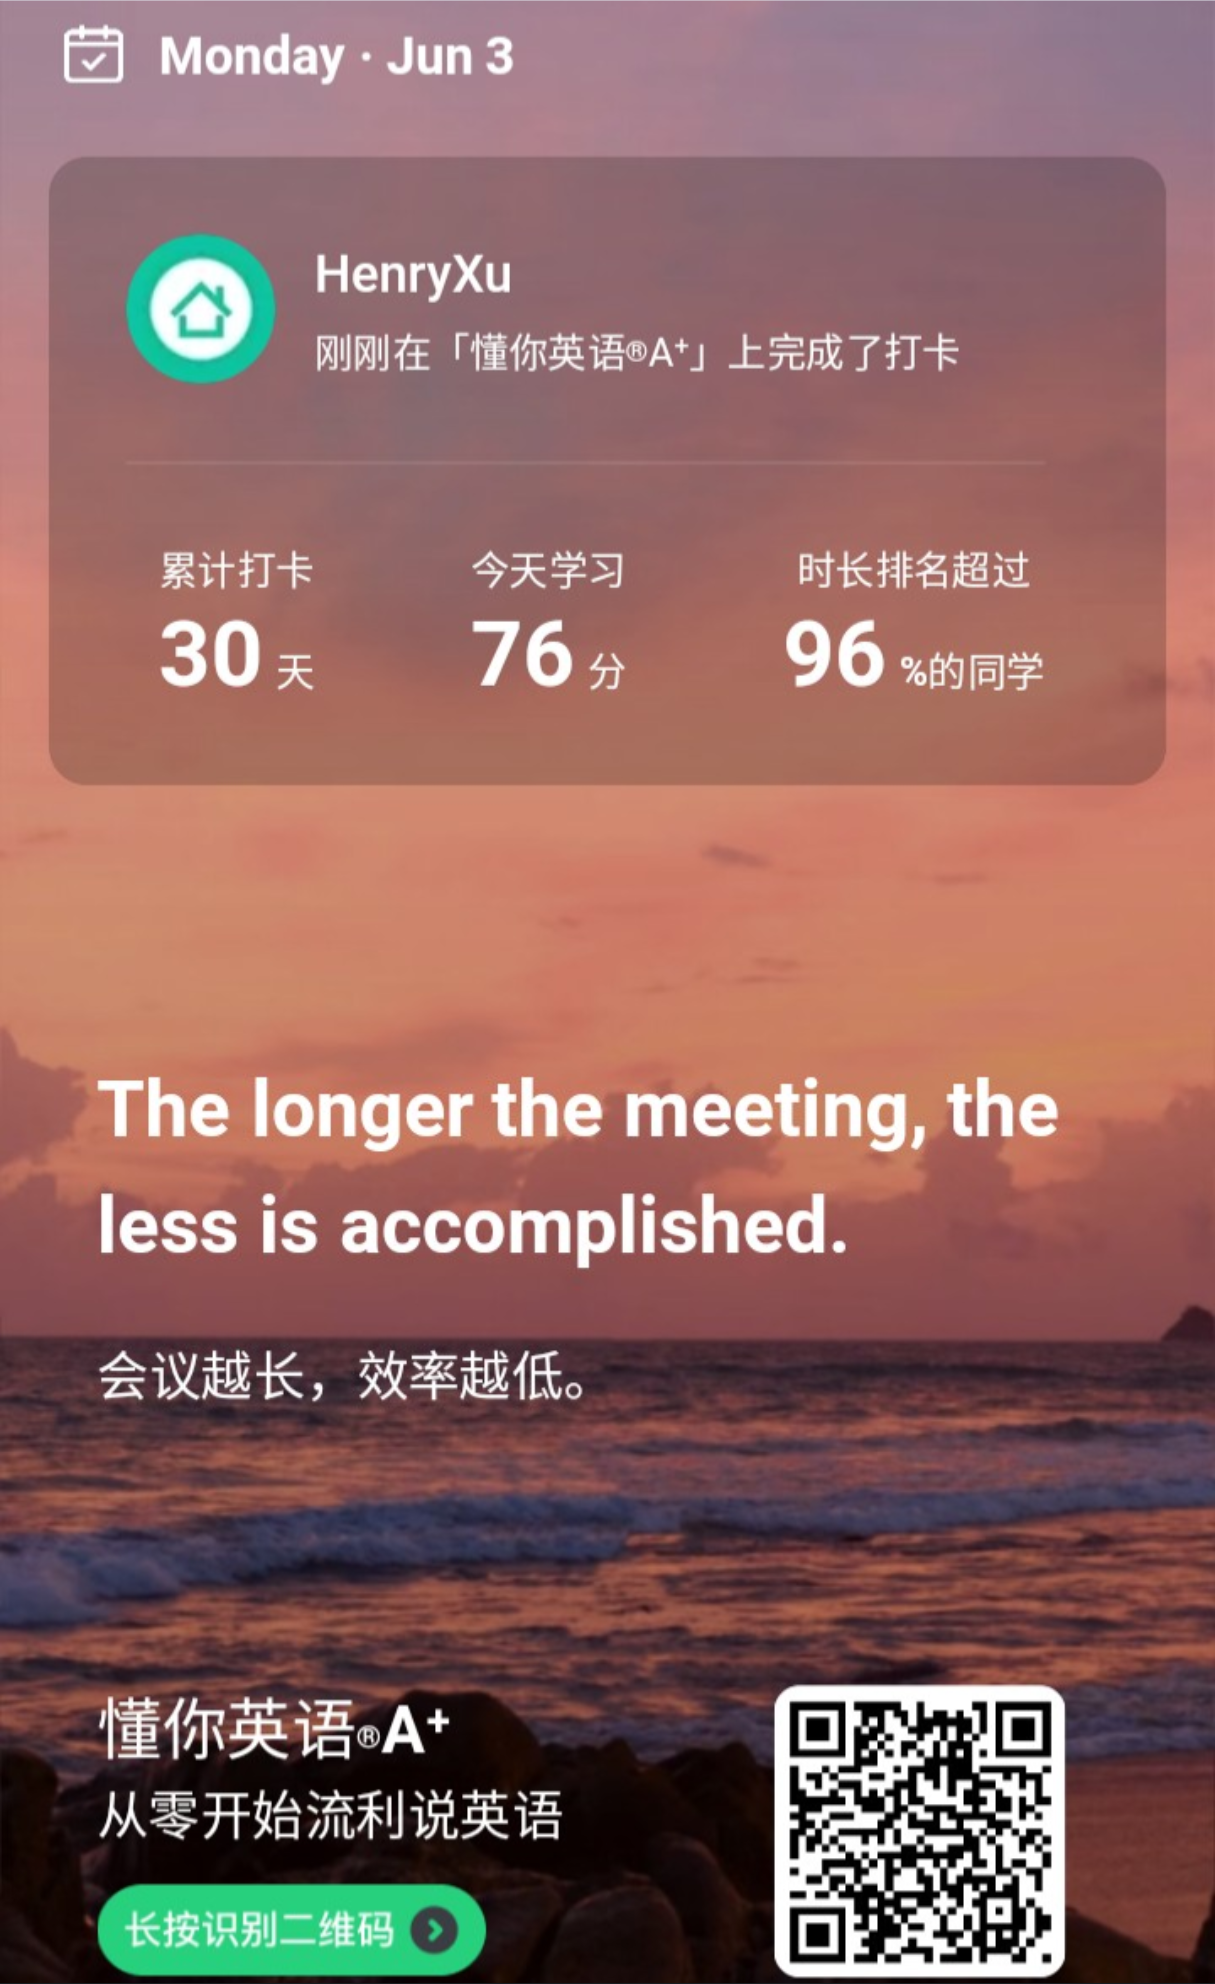 Monday · Jun 3
HenryXu
刚刚在「懂你英语®A⁺」上完成了打卡
累计打卡 今天学习 时长排名超过
30 天 76 分 96 %的同学
The longer the meeting, the
less is accomplished.
会议越长，效率越低。
懂你英语®A⁺
从零开始流利说英语
长按识别二维码